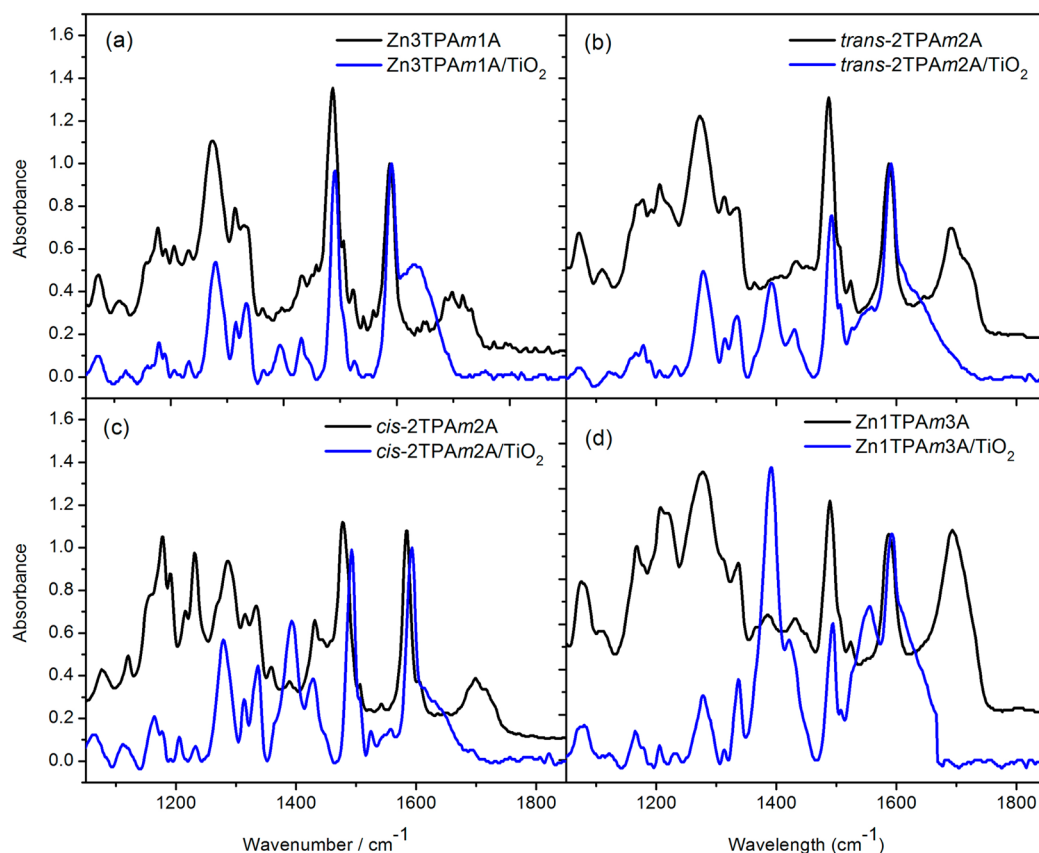 (a)
Zn3TPAm1A
Zn3TPAm1A/TiO2
(b)
trans-2TPAm2A
trans-2TPAm2A/TiO2
1.6
1.4
1.2
1.0
0.8
0.6
0.4
0.2
0.0
Absorbance
(c)
cis-2TPAm2A
cis-2TPAm2A/TiO2
(d)
Zn1TPAm3A
Zn1TPAm3A/TiO2
1.6
1.4
1.2
1.0
0.8
0.6
0.4
0.2
0.0
Absorbance
1200 1400 1600 1800
1200 1400 1600 1800
Wavenumber / cm-1
Wavelength (cm-1)